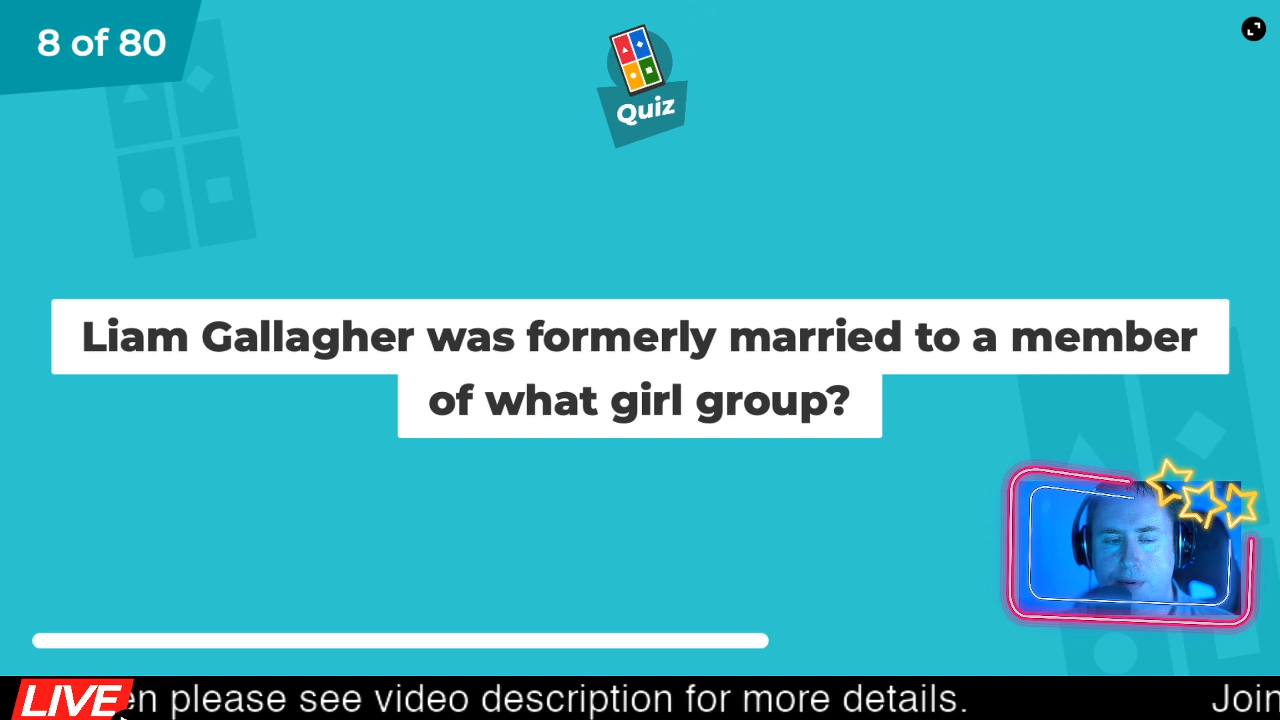 8 of 80
Quiz
Liam Gallagher was formerly married to a member
of what girl group?
LIVE
en please see video description for more details.
Join